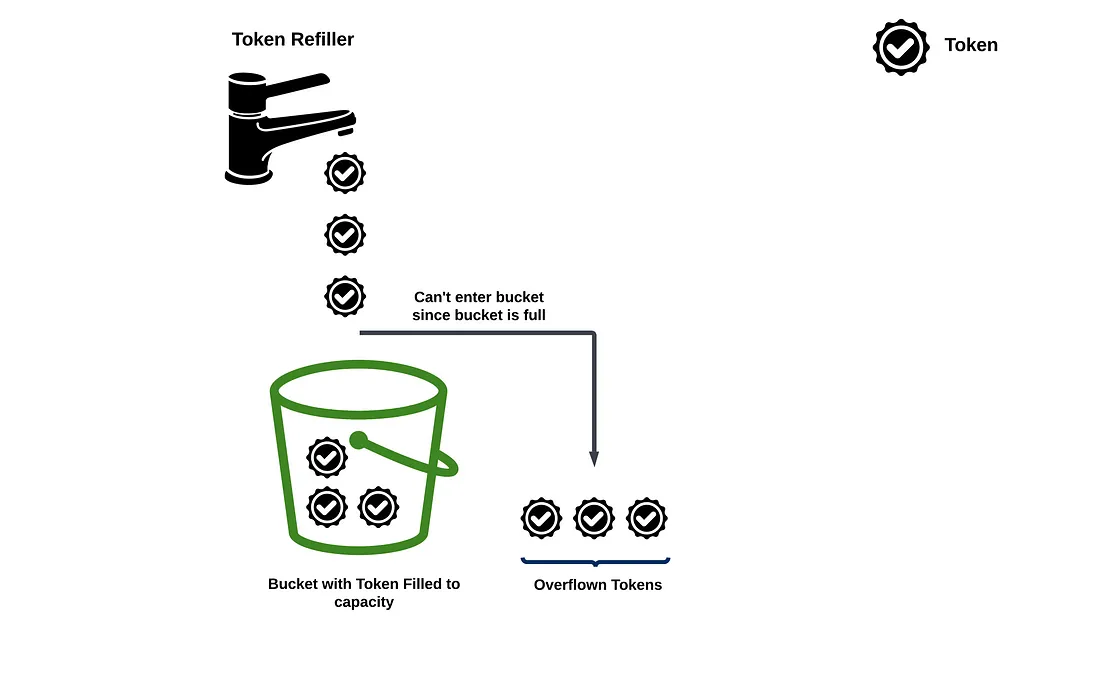 Token Refiller
Token
Can't enter bucket
since bucket is full
Bucket with Token Filled to
capacity
Overflown Tokens